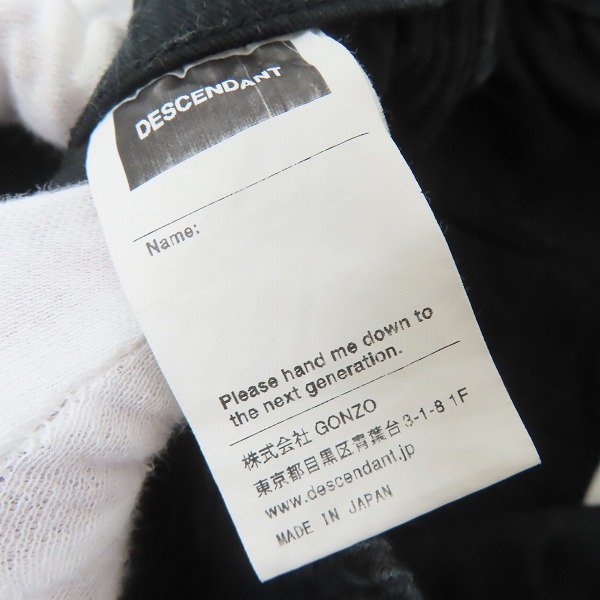 DESCENDANT
Name:
Please hand me down to
the next generation.
株式会社 GONZO
東京都目黒区青葉台3-1-8 1F
www.descendant.jp
MADE IN JAPAN